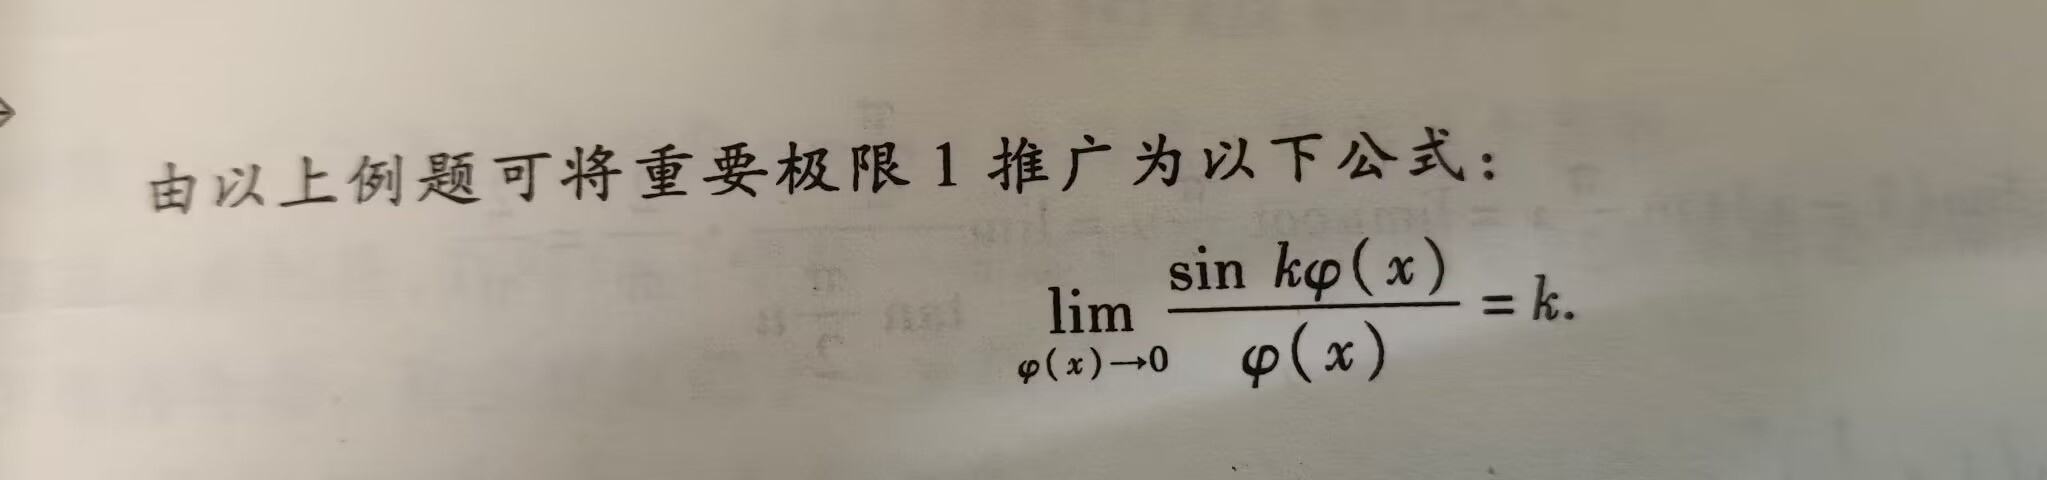 由以上例题可将重要极限1推广为以下公式：
lim_{φ(x)→0} \frac{sin kφ(x)}{φ(x)} = k.